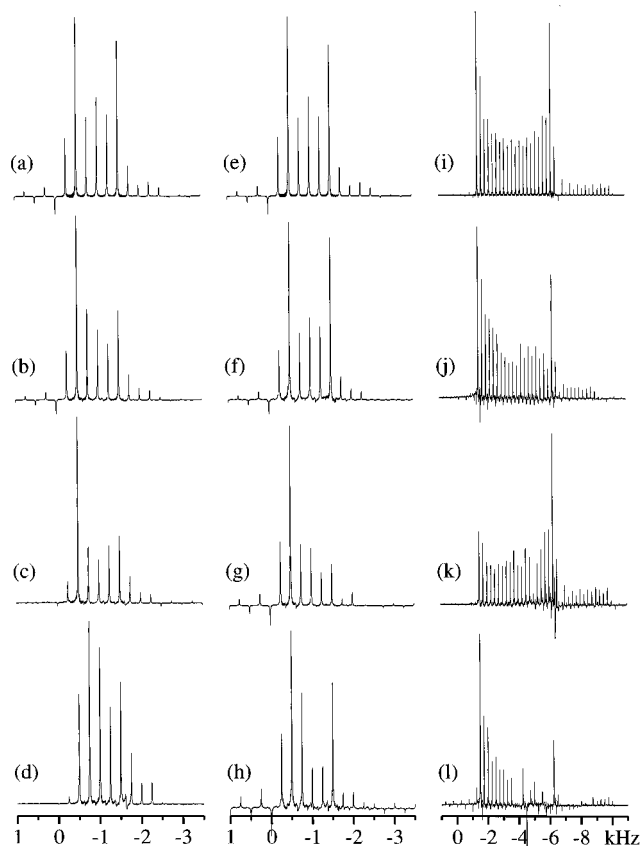 (a) (e) (i)
(b) (f) (j)
(c) (g) (k)
(d) (h) (l)
1 0 -1 -2 -3 1 0 -1 -2 -3 0 -2 -4 -6 -8 kHz